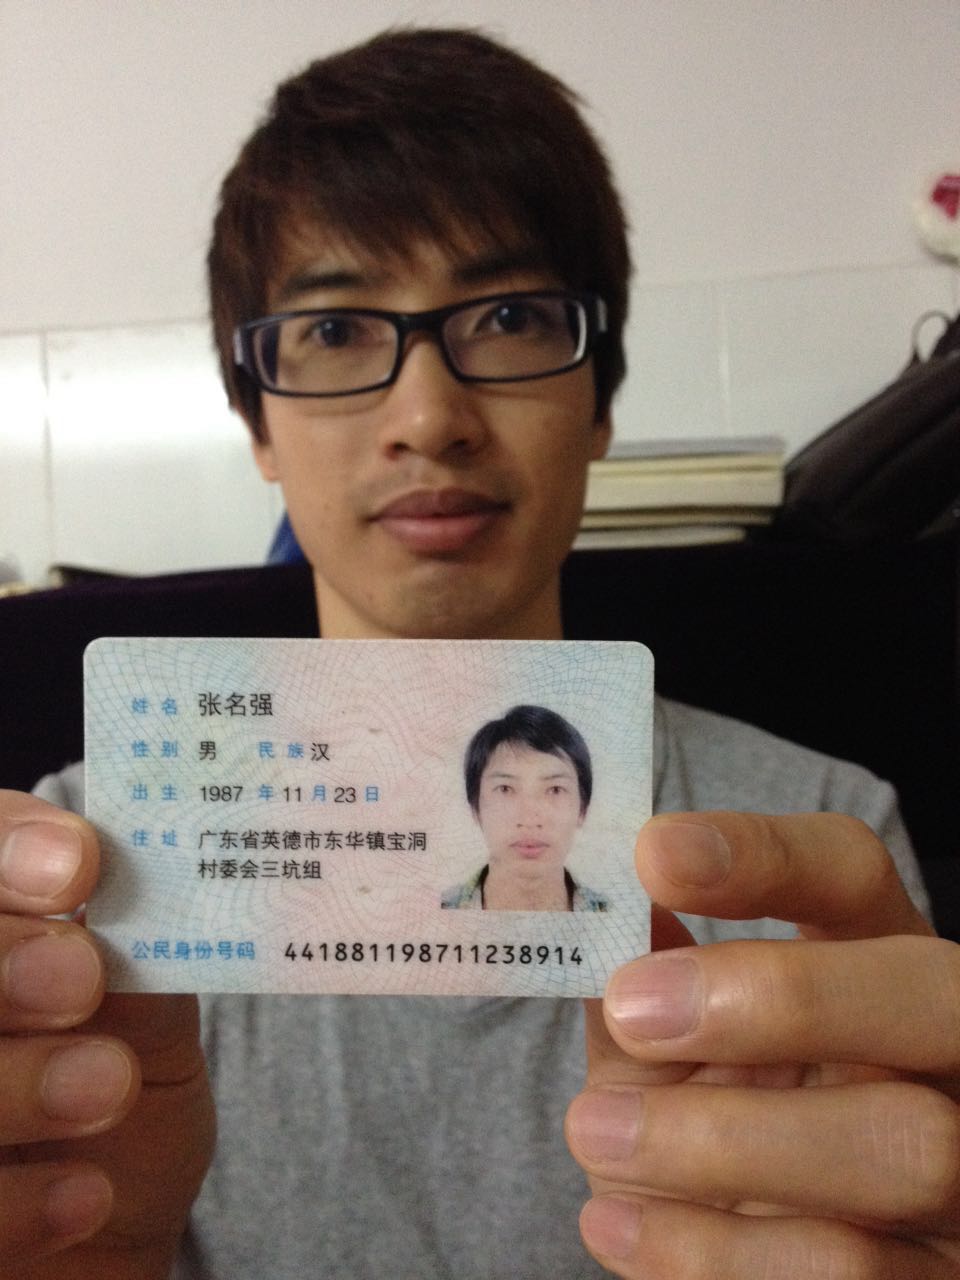 姓名 张名强
性别 男 民族 汉
出生 1987 年 11 月 23 日
住址 广东省英德市东华镇宝洞
村委会三坑组
公民身份号码 441881198711238914